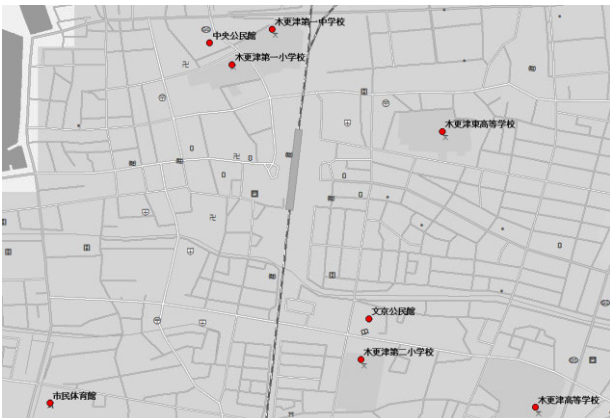 木更津第一中学校
中央公民館
木更津第一小学校
木更津東高等学校
文京公民館
木更津第二小学校
市民体育館
木更津高等学校